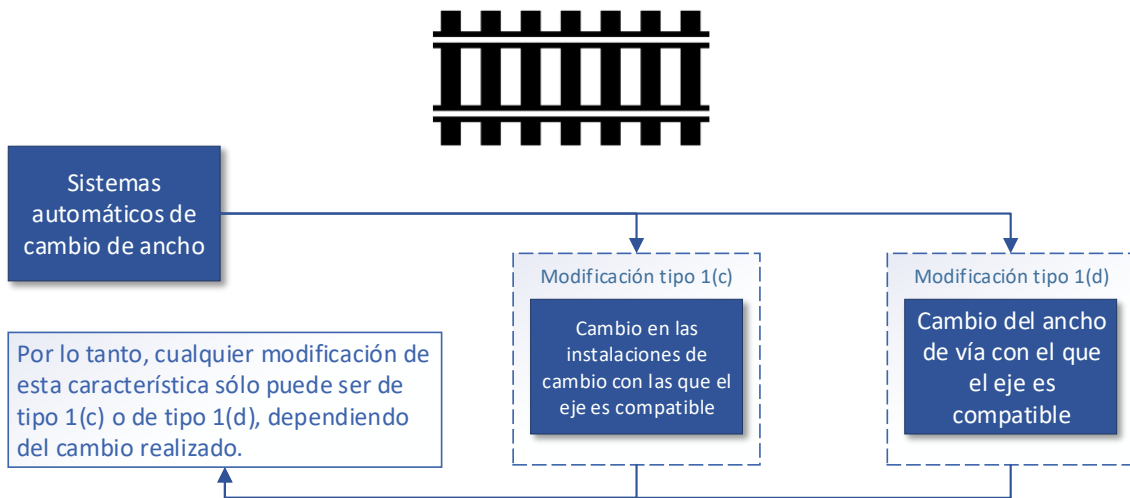 Sistemas
automáticos de
cambio de ancho
Modificación tipo 1(c)
Cambio en las
instalaciones de
cambio con las que el
eje es compatible
Modificación tipo 1(d)
Cambio del ancho
de vía con el que
el eje es
compatible
Por lo tanto, cualquier modificación de
esta característica sólo puede ser de
tipo 1(c) o de tipo 1(d), dependiendo
del cambio realizado.